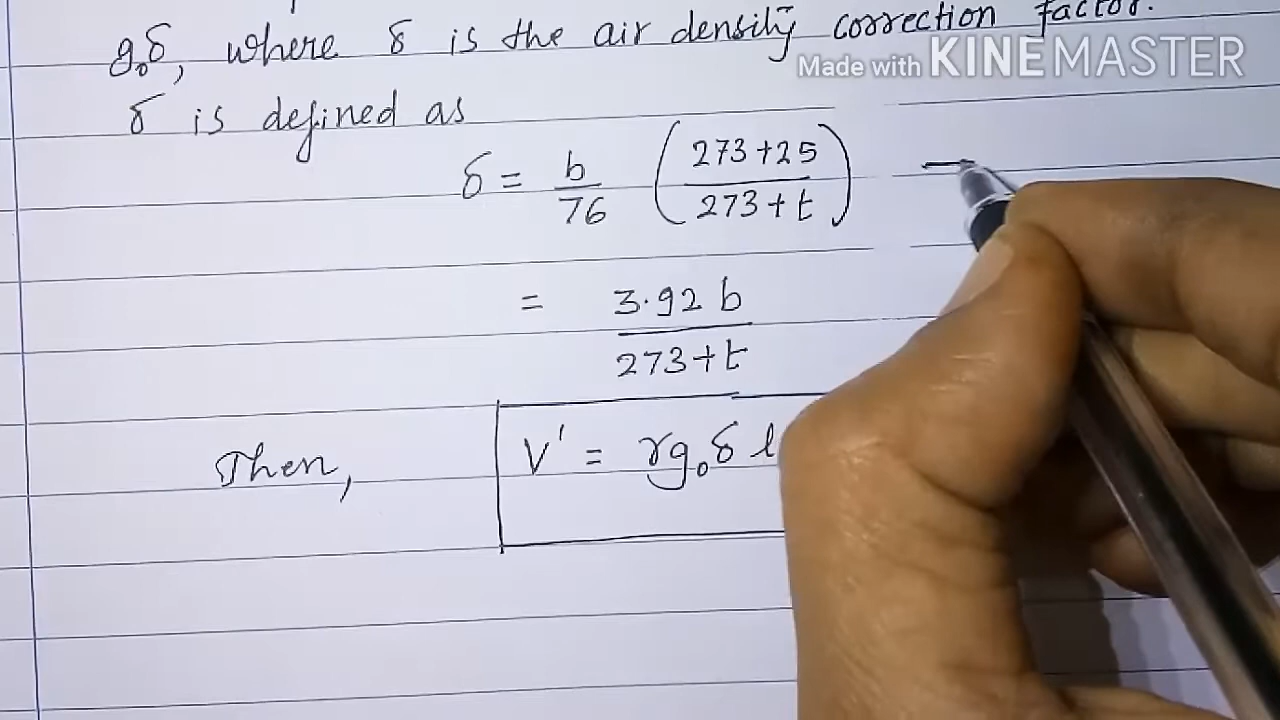 g₀δ, where δ is the air density correction factor.
Made with KINEMASTER
δ is defined as
δ = b/76 (273+25/273+t)
= 3.92 b/273+t
Then, V' = rg₀δ l